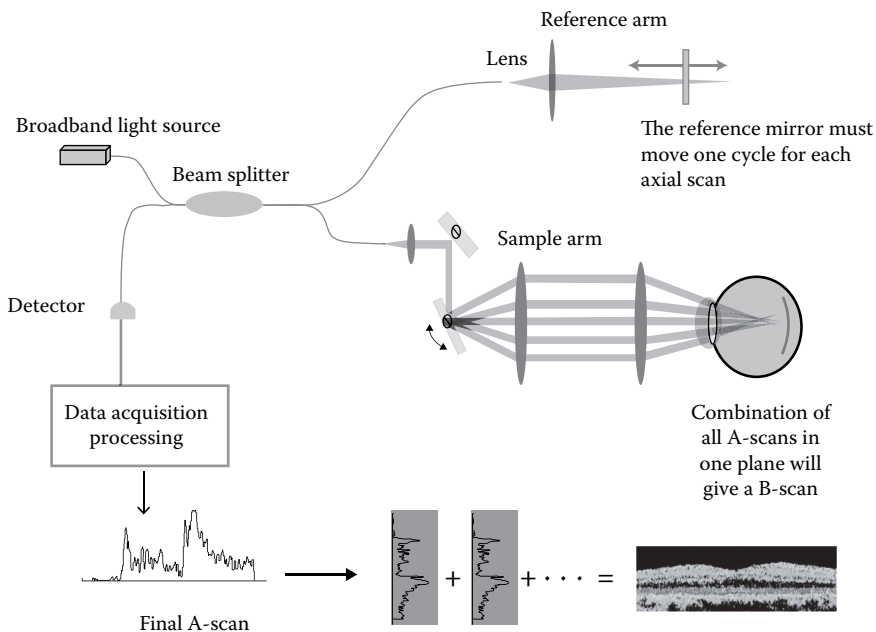 Reference arm
Lens
Broadband light source
The reference mirror must
move one cycle for each
axial scan
Beam splitter
Sample arm
Detector
Data acquisition
processing
Combination of
all A-scans in
one plane will
give a B-scan
+ + · · · =
Final A-scan